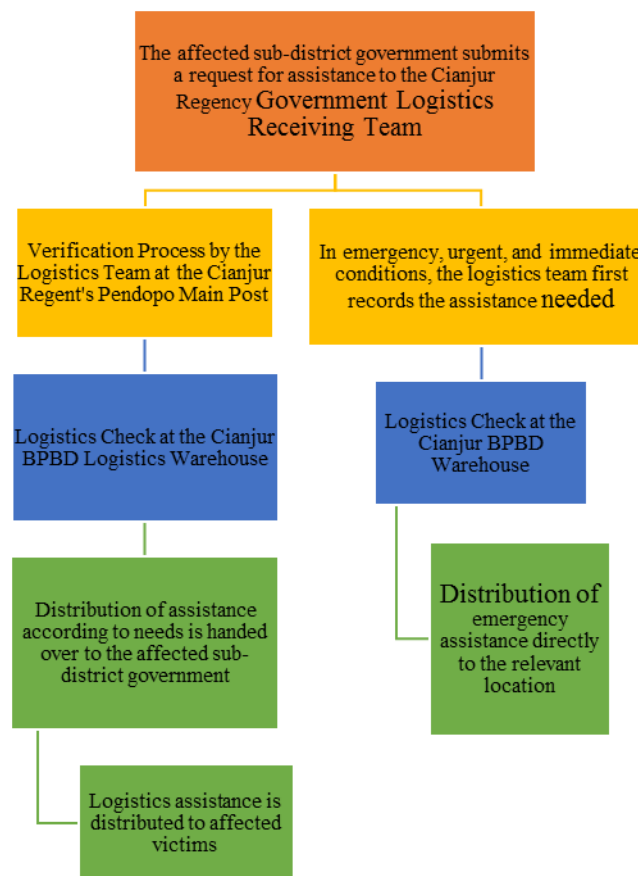 The affected sub-district government submits
a request for assistance to the Cianjur
Regency Government Logistics
Receiving Team
Verification Process by the
Logistics Team at the Cianjur
Regent's Pendopo Main Post
In emergency, urgent, and immediate
conditions, the logistics team first
records the assistance needed
Logistics Check at the Cianjur
BPBD Logistics Warehouse
Logistics Check at the
Cianjur BPBD
Warehouse
Distribution of assistance
according to needs is handed
over to the affected sub-
district government
Distribution of
emergency
assistance directly
to the relevant
location
Logistics assistance is
distributed to affected
victims